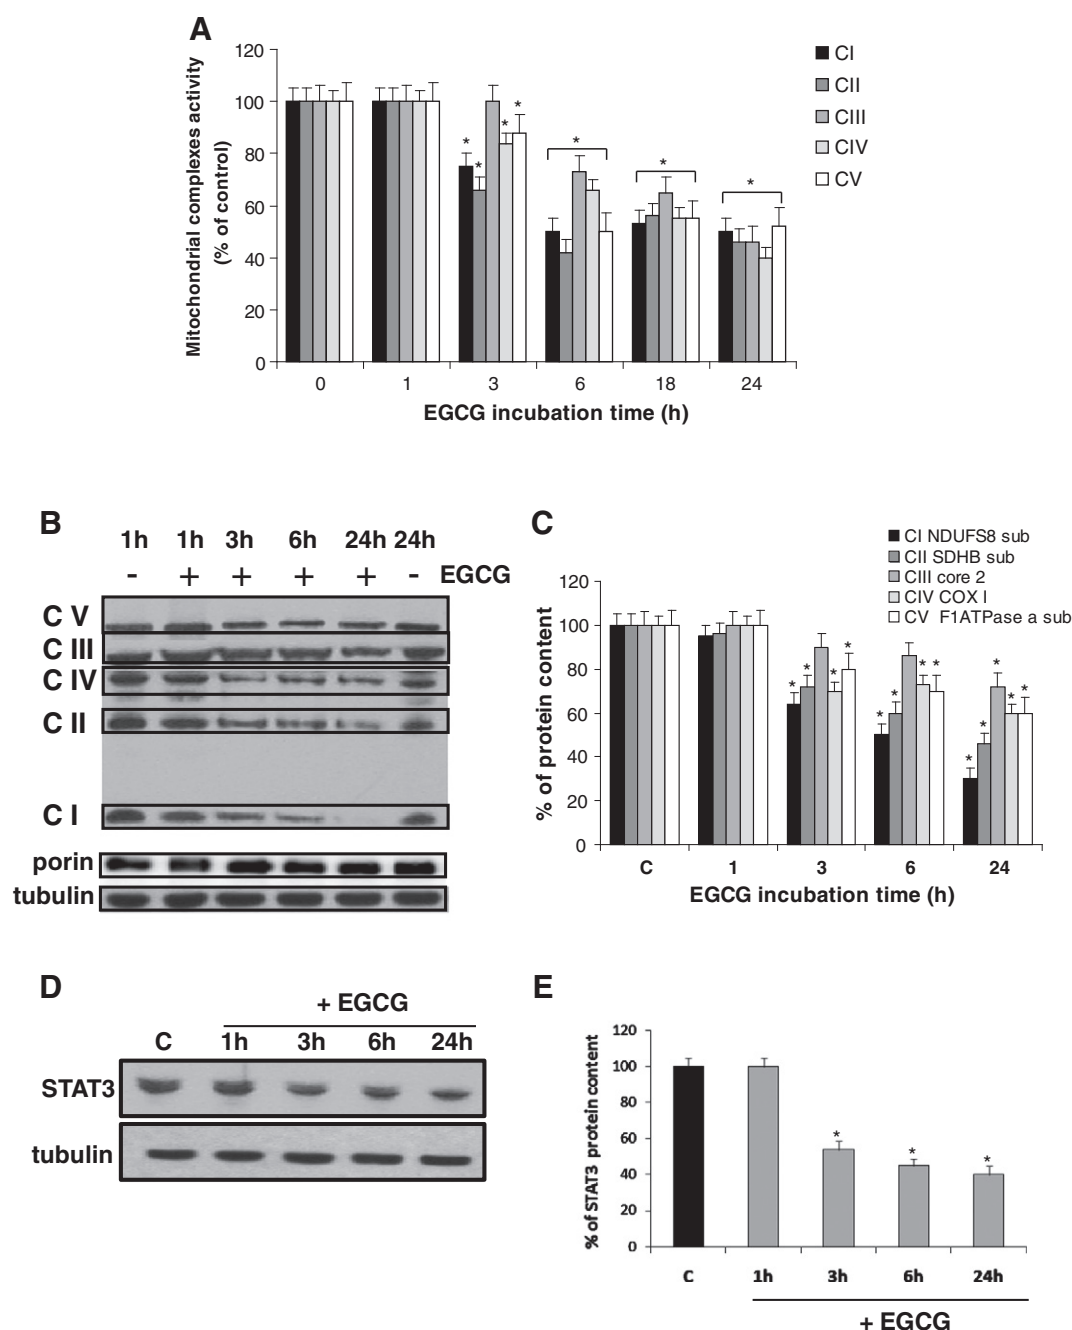 A
Mitochondrial complexes activity
(% of control)
120
100
80
60
40
20
0
* * * *
*
*
*
0 1 3 6 18 24
EGCG incubation time (h)
CI
CII
CIII
CIV
CV
B
1h 1h 3h 6h 24h 24h
- + + + + - EGCG
C V
C III
C IV
C II
C I
porin
tubulin
C
CI NDUFS8 sub
CII SDHB sub
CIII core 2
CIV COX I
CV F1ATPase a sub
% of protein content
120
100
80
60
40
20
0
* * * *
* * * *
* * * * *
C 1 3 6 24
EGCG incubation time (h)
D
+ EGCG
C 1h 3h 6h 24h
STAT3
tubulin
E
% of STAT3 protein content
120
100
80
60
40
20
0
* * *
C 1h 3h 6h 24h
+ EGCG